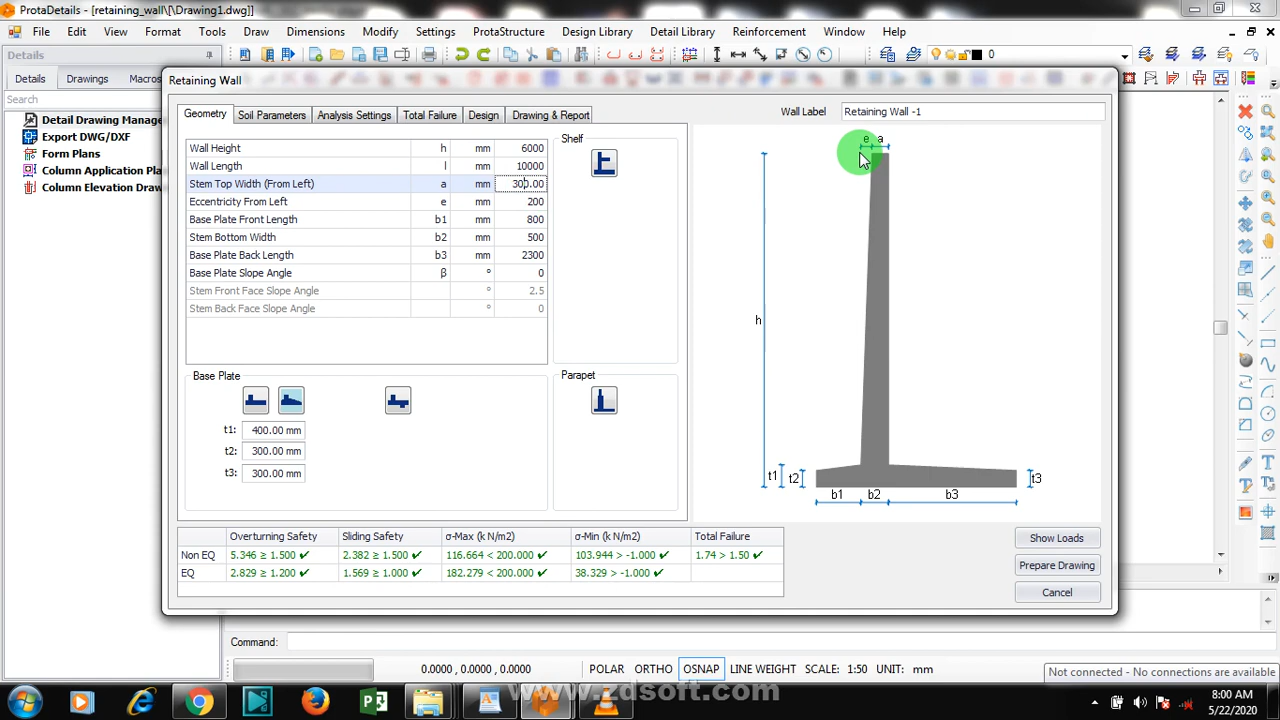 ProtaDetails - [retaining_wall\[\Drawing1.dwg]]
File Edit View Format Tools Draw Dimensions Modify Settings ProtaStructure Design Library Detail Library Reinforcement Window Help
Details
0
Details Drawings Macros
Search
Detail Drawing Manage
Export DWG/DXF
Form Plans
Column Application Pla
Column Elevation Draw
Retaining Wall
Geometry Soil Parameters Analysis Settings Total Failure Design Drawing & Report
Wall Label Retaining Wall -1
Wall Height h mm 6000
Wall Length l mm 10000
Stem Top Width (From Left) a mm 300.00
Eccentricity From Left e mm 200
Base Plate Front Length b1 mm 800
Stem Bottom Width b2 mm 500
Base Plate Back Length b3 mm 2300
Base Plate Slope Angle β º 0
Stem Front Face Slope Angle º 2.5
Stem Back Face Slope Angle º 0
Shelf
Base Plate
t1: 400.00 mm
t2: 300.00 mm
t3: 300.00 mm
Parapet
e a
h
t1 t2 t3
b1 b2 b3
Overturning Safety Sliding Safety σ-Max (k N/m2) σ-Min (k N/m2) Total Failure
Non EQ 5.346 ≥ 1.500 ✔ 2.382 ≥ 1.500 ✔ 116.664 < 200.000 ✔ 103.944 > -1.000 ✔ 1.74 > 1.50 ✔
EQ 2.829 ≥ 1.200 ✔ 1.569 ≥ 1.000 ✔ 182.279 < 200.000 ✔ 38.329 > -1.000 ✔
Show Loads
Prepare Drawing
Cancel
Command:
0.0000 , 0.0000 , 0.0000 POLAR ORTHO OSNAP LINE WEIGHT SCALE: 1:50 UNIT: mm
Not connected - No connections are available
www.zdsoft.com
8:00 AM
5/22/2020